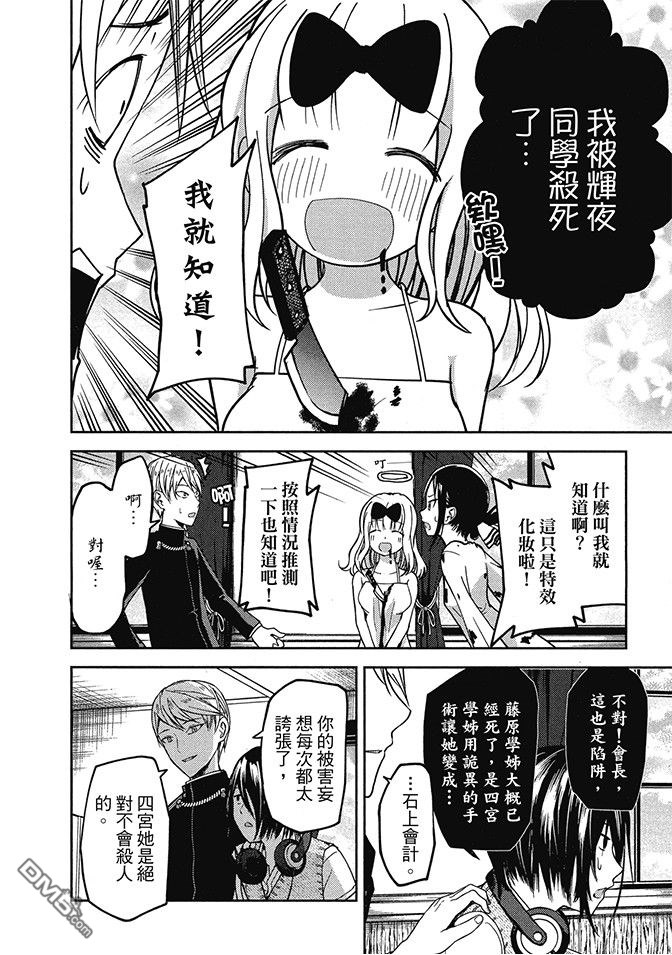 我被輝夜
同學殺死
了…
欸嘿！
我就知道！
什麼叫我就
知道啊？
這只是特效
化妝啦！
叮
按照情況推測
一下也知道吧！
啊！
啊…
對喔…
不對！會長，
這也是陷阱，
藤原學姊大概已
經死了，是四宮
學姊用詭異的手
術讓她變成…
…石上會計。
你的被害妄
想每次都太
誇張了，
四宮她是絕
對不會殺人
的。